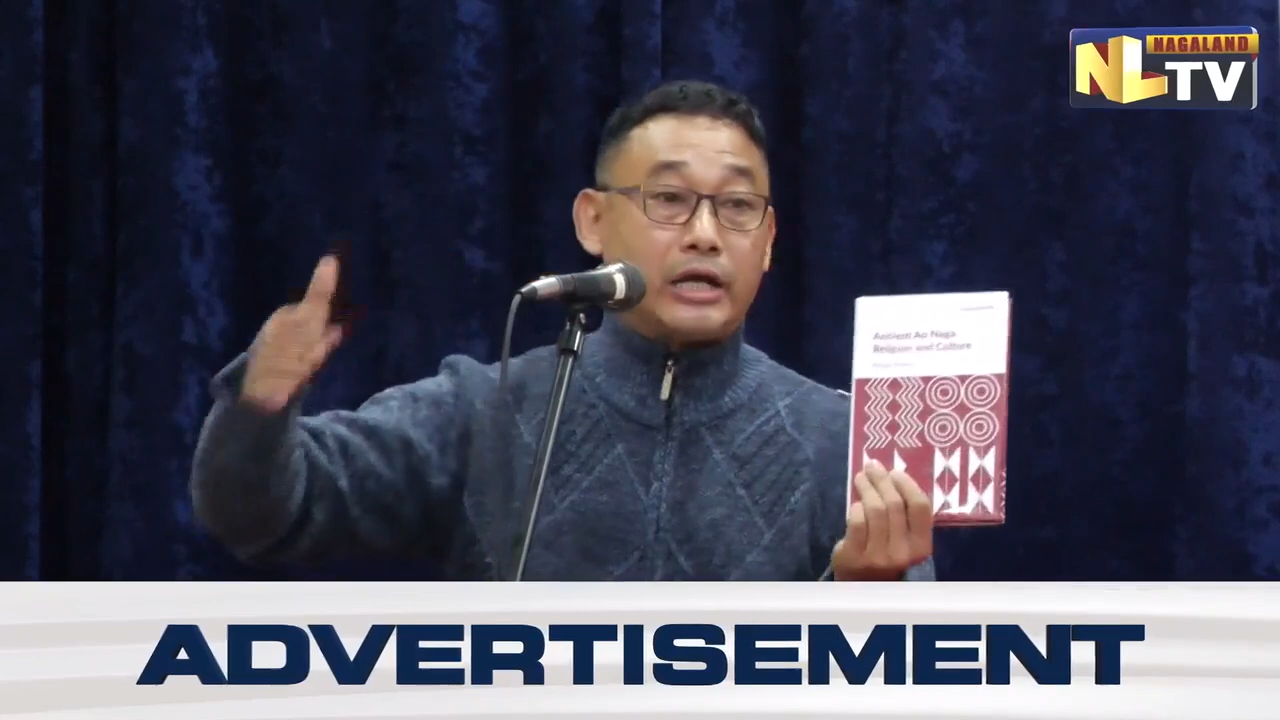 NAGALAND
NLTV
Ancient Ao Naga
Religion and Culture
ADVERTISEMENT